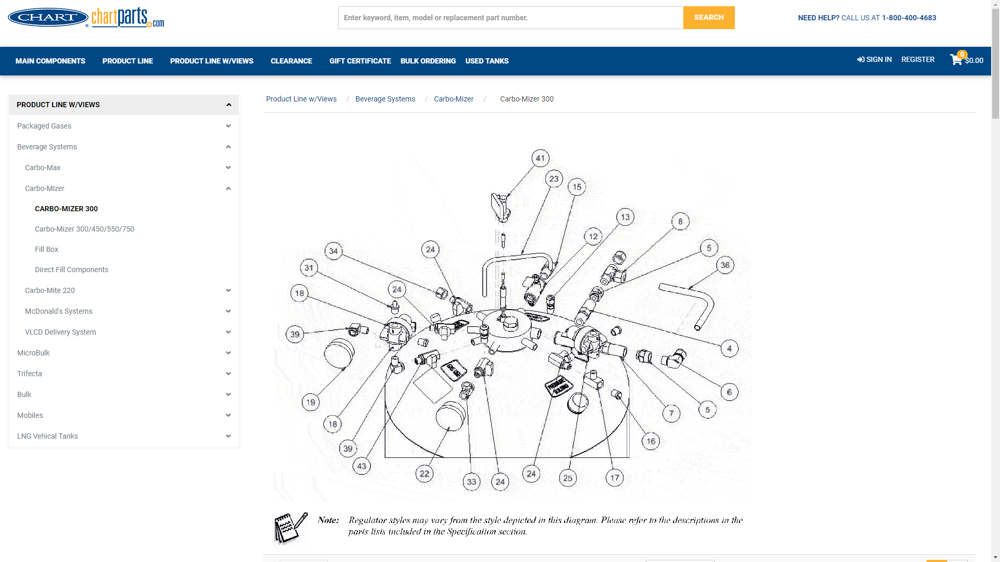 CHART chartparts.com
Enter keyword, item, model or replacement part number.
SEARCH
NEED HELP? CALL US AT 1-800-400-4683
MAIN COMPONENTS
PRODUCT LINE
PRODUCT LINE W/VIEWS
CLEARANCE
GIFT CERTIFICATE
BULK ORDERING
USED TANKS
SIGN IN
REGISTER
0
$0.00
PRODUCT LINE W/VIEWS
Packaged Gases
Beverage Systems
Carbo-Max
Carbo-Mizer
CARBO-MIZER 300
Carbo-Mizer 300/450/550/750
Fill Box
Direct Fill Components
Carbo-Mite 220
McDonald's Systems
VLCD Delivery System
MicroBulk
Trifecta
Bulk
Mobiles
LNG Vehical Tanks
Product Line w/Views / Beverage Systems / Carbo-Mizer / Carbo-Mizer 300
41
23
15
13
8
12
5
36
34
24
31
24
18
39
4
19
18
39
43
22
33
24
24
25
17
16
7
5
6
GAS USE
PRESSURE
BUILDING
Note: Regulator styles may vary from the style depicted in this diagram. Please refer to the descriptions in the
parts lists included in the Specification section.